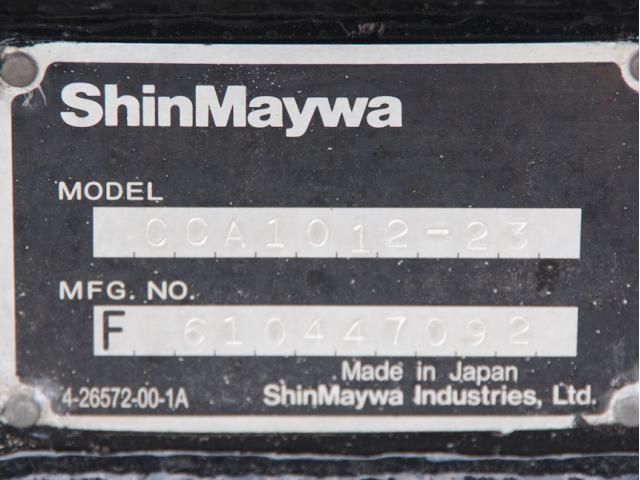 ShinMaywa
MODEL
CCA1012-23
MFG. NO.
F 610447092
Made in Japan
4-26572-00-1A ShinMaywa Industries, Ltd.